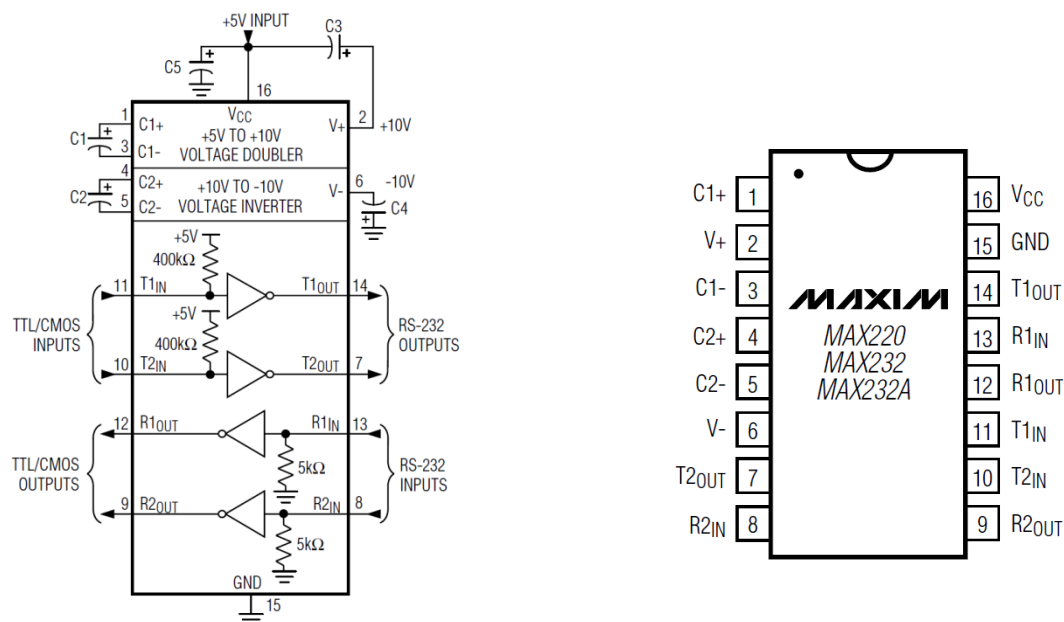 +5V INPUT
C3
+
+
C5
16
1
C1+
VCC
V+
2
+10V
+
C1
3
C1-
+5V TO +10V
VOLTAGE DOUBLER
4
C2+
+
C2
5
C2-
+10V TO -10V
VOLTAGE INVERTER
V-
6
-10V
C4
+
+5V
400kΩ
11
T1IN
T1OUT
14
+5V
TTL/CMOS
INPUTS
RS-232
OUTPUTS
400kΩ
10
T2IN
T2OUT
7
12
R1OUT
R1IN
13
TTL/CMOS
OUTPUTS
5kΩ
RS-232
INPUTS
9
R2OUT
R2IN
8
5kΩ
GND
15
C1+ 1
V+ 2
C1- 3
C2+ 4
C2- 5
V- 6
T2OUT 7
R2IN 8
MAXIM
MAX220
MAX232
MAX232A
16 VCC
15 GND
14 T1OUT
13 R1IN
12 R1OUT
11 T1IN
10 T2IN
9 R2OUT